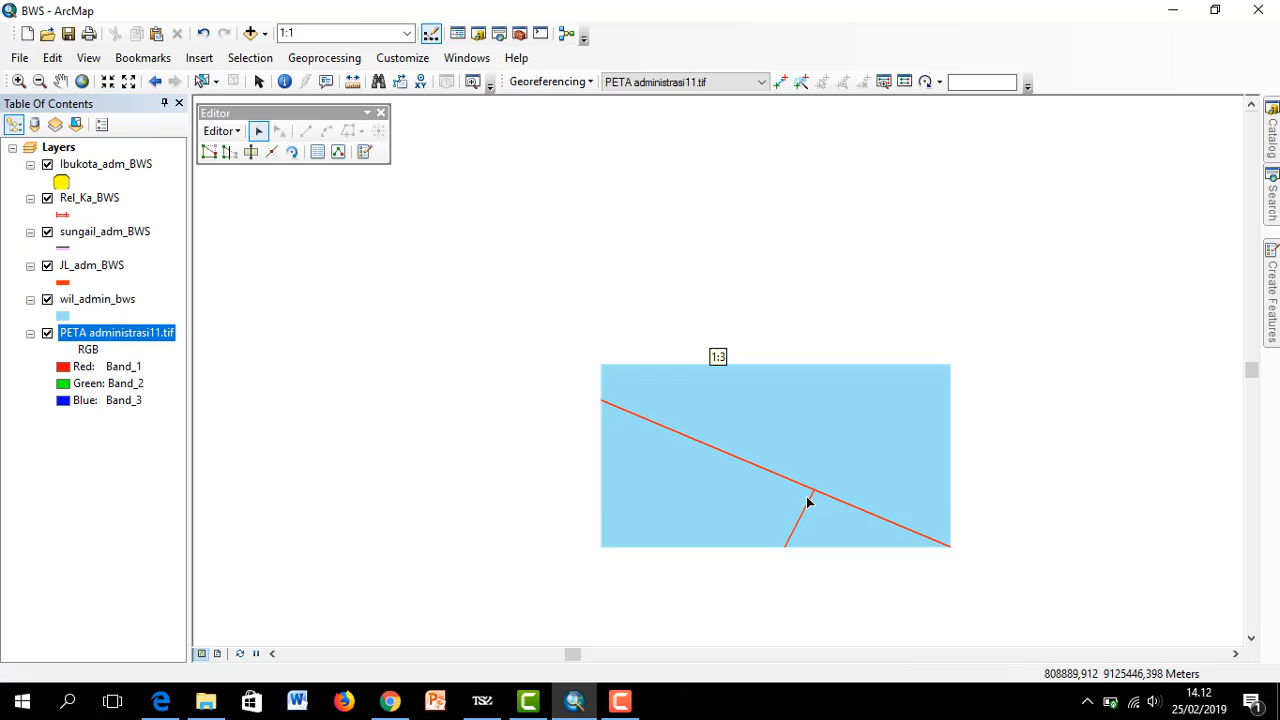 BWS - ArcMap
1:1
File Edit View Bookmarks Insert Selection Geoprocessing Customize Windows Help
Georeferencing PETA administrasi11.tif
Table Of Contents
Editor
Editor
Layers
Ibukota_adm_BWS
Rel_Ka_BWS
sungail_adm_BWS
JL_adm_BWS
wil_admin_bws
PETA administrasi11.tif
RGB
Red: Band_1
Green: Band_2
Blue: Band_3
1:3
Catalog
Search
Create Features
808889,912 9125446,398 Meters
14.12
25/02/2019